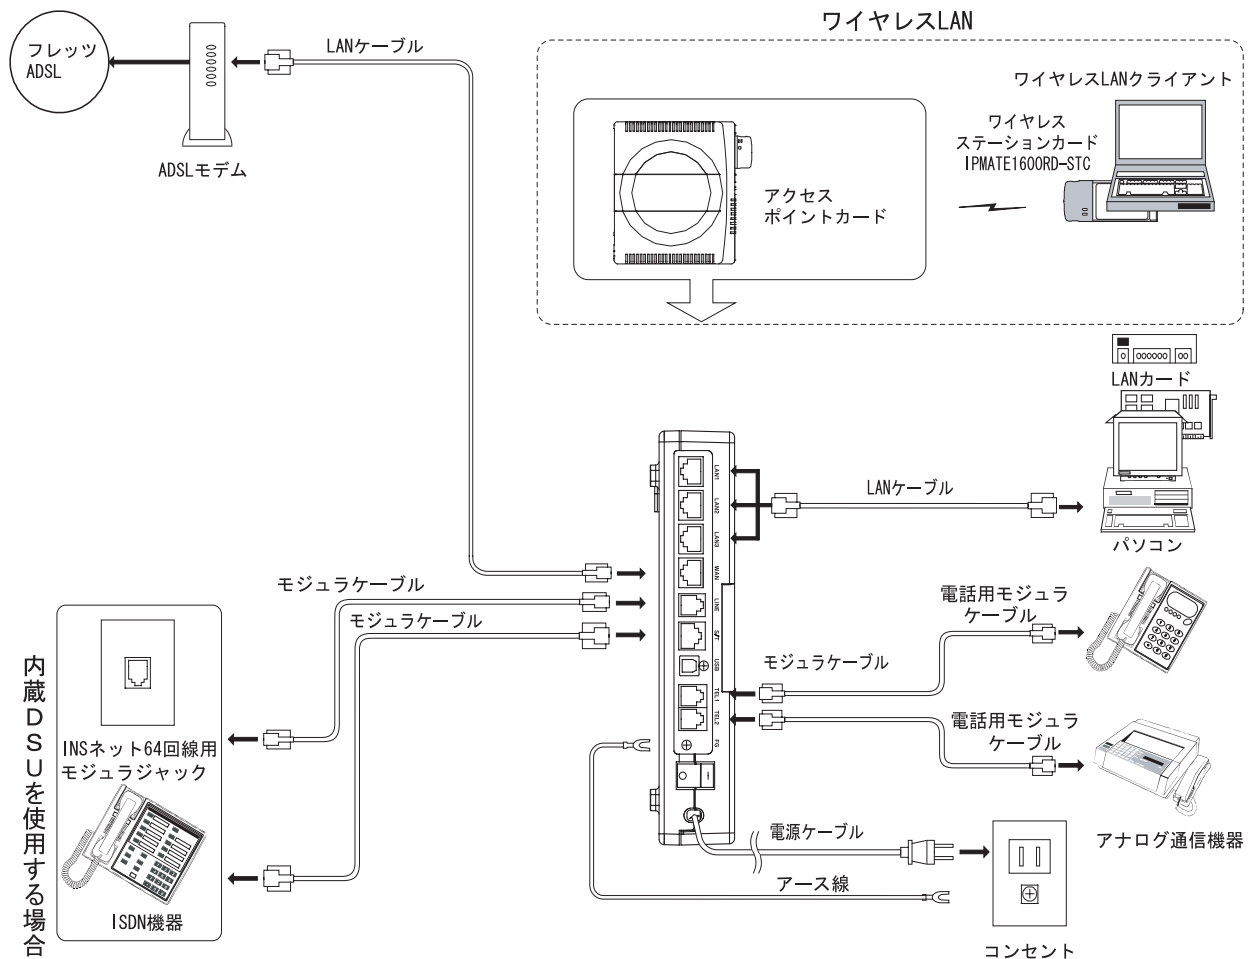 ワイヤレスLAN
フレッツ
ADSL
LANケーブル
ADSLモデム
ワイヤレスLANクライアント
ワイヤレス
ステーションカード
IPMATE1600RD-STC
アクセス
ポイントカード
LANカード
LANケーブル
パソコン
LAN1
LAN2
LAN3
WAN
LINE
S/T
USB
TEL1
TEL2
FG
モジュラケーブル
モジュラケーブル
電話用モジュラ
ケーブル
モジュラケーブル
電話用モジュラ
ケーブル
アナログ通信機器
内蔵DSUを使用する場合
INSネット64回線用
モジュラジャック
ISDN機器
電源ケーブル
アース線
コンセント